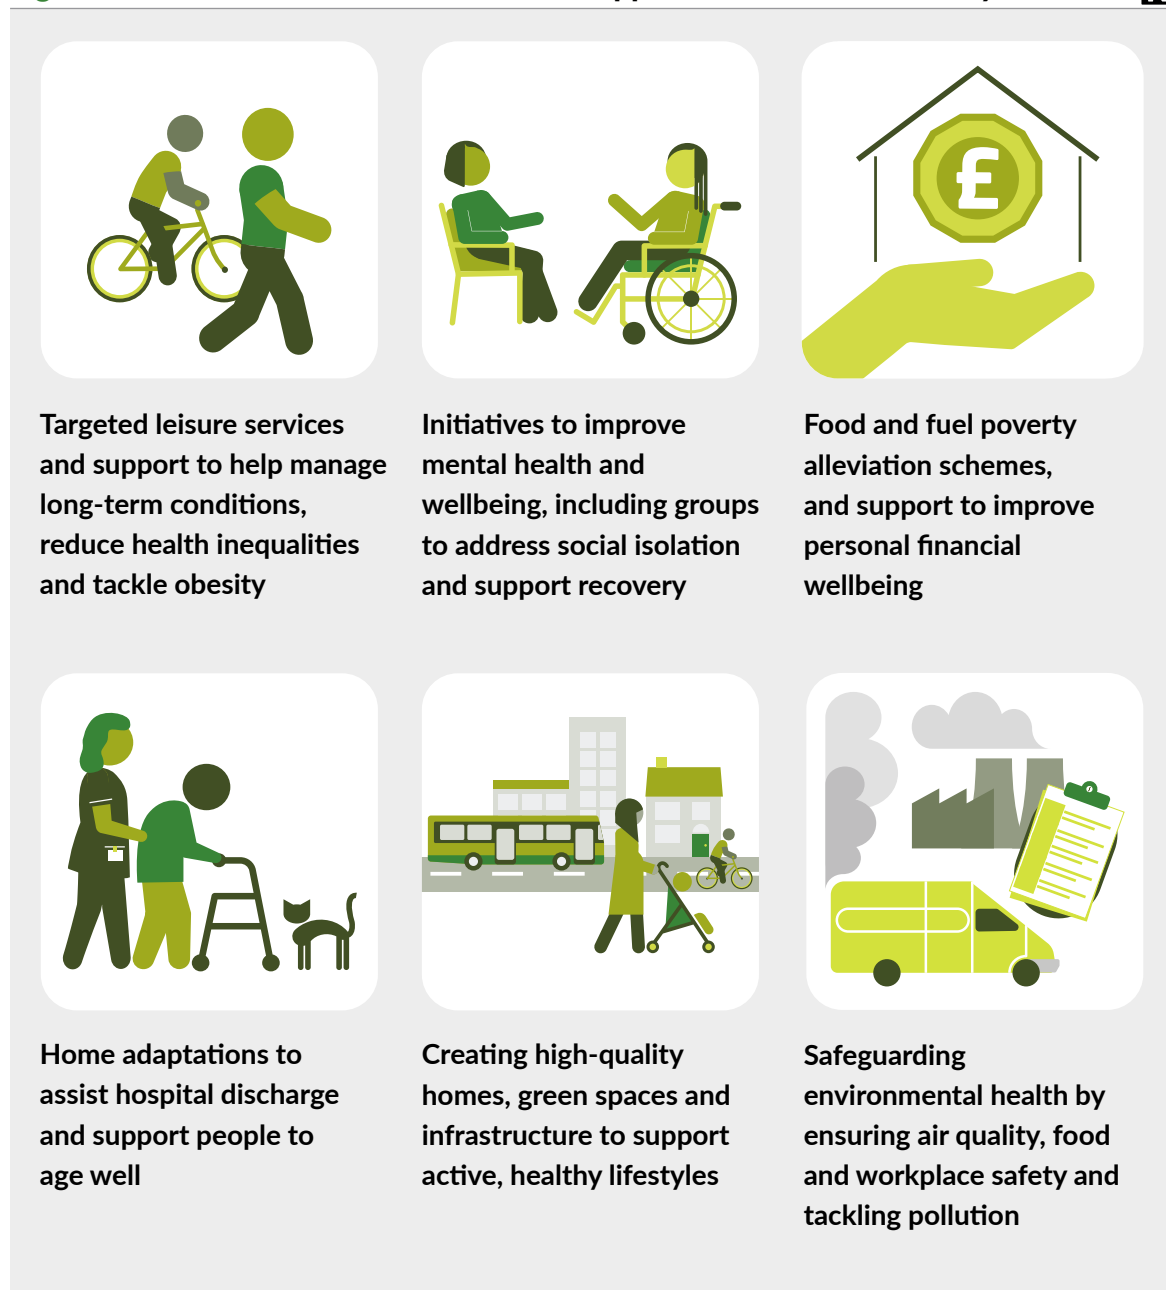 £
Targeted leisure services
and support to help manage
long-term conditions,
reduce health inequalities
and tackle obesity
Initiatives to improve
mental health and
wellbeing, including groups
to address social isolation
and support recovery
Food and fuel poverty
alleviation schemes,
and support to improve
personal financial
wellbeing
Home adaptations to
assist hospital discharge
and support people to
age well
Creating high-quality
homes, green spaces and
infrastructure to support
active, healthy lifestyles
Safeguarding
environmental health by
ensuring air quality, food
and workplace safety and
tackling pollution